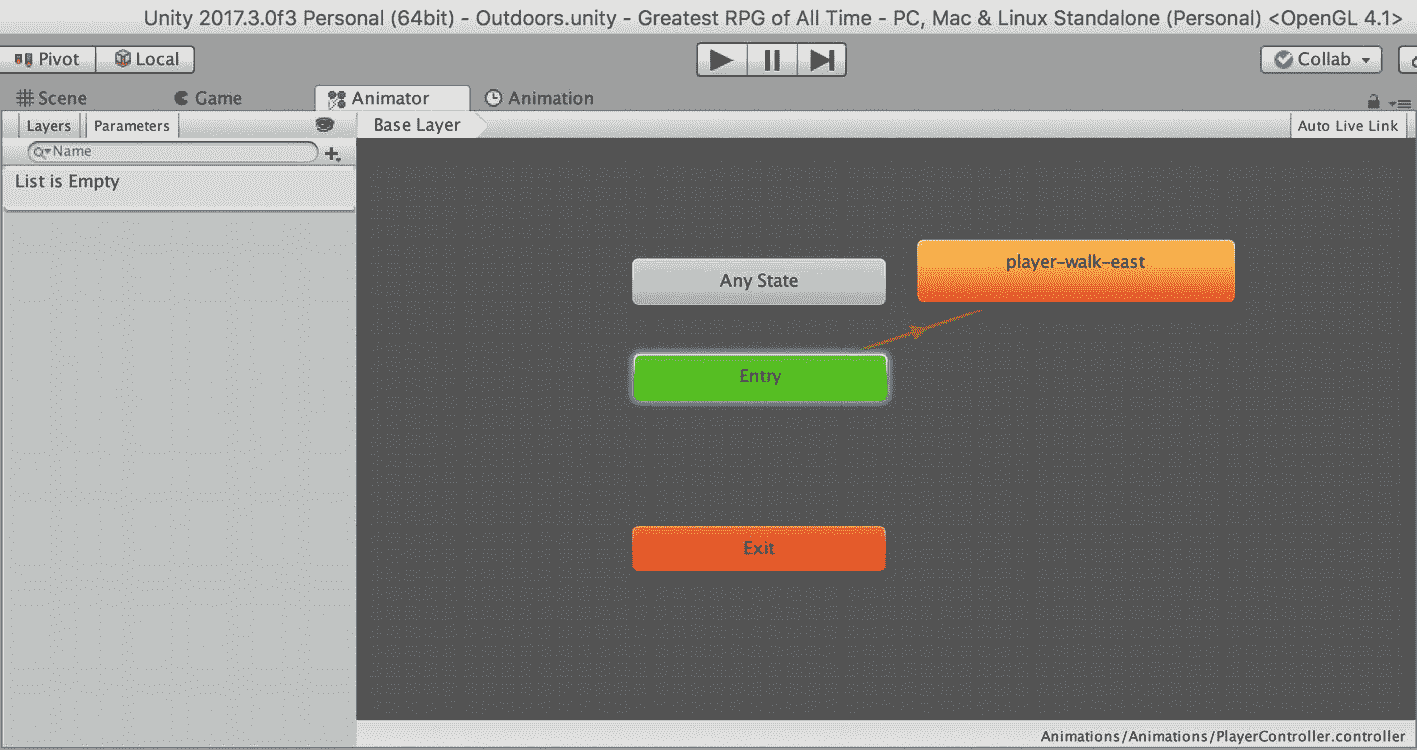 Unity 2017.3.0f3 Personal (64bit) - Outdoors.unity - Greatest RPG of All Time - PC, Mac & Linux Standalone (Personal) <OpenGL 4.1>
Pivot Local Collab
Scene Game Animator Animation
Layers Parameters Base Layer Auto Live Link
Name
List is Empty
player-walk-east
Any State
Entry
Exit
Animations/Animations/PlayerController.controller